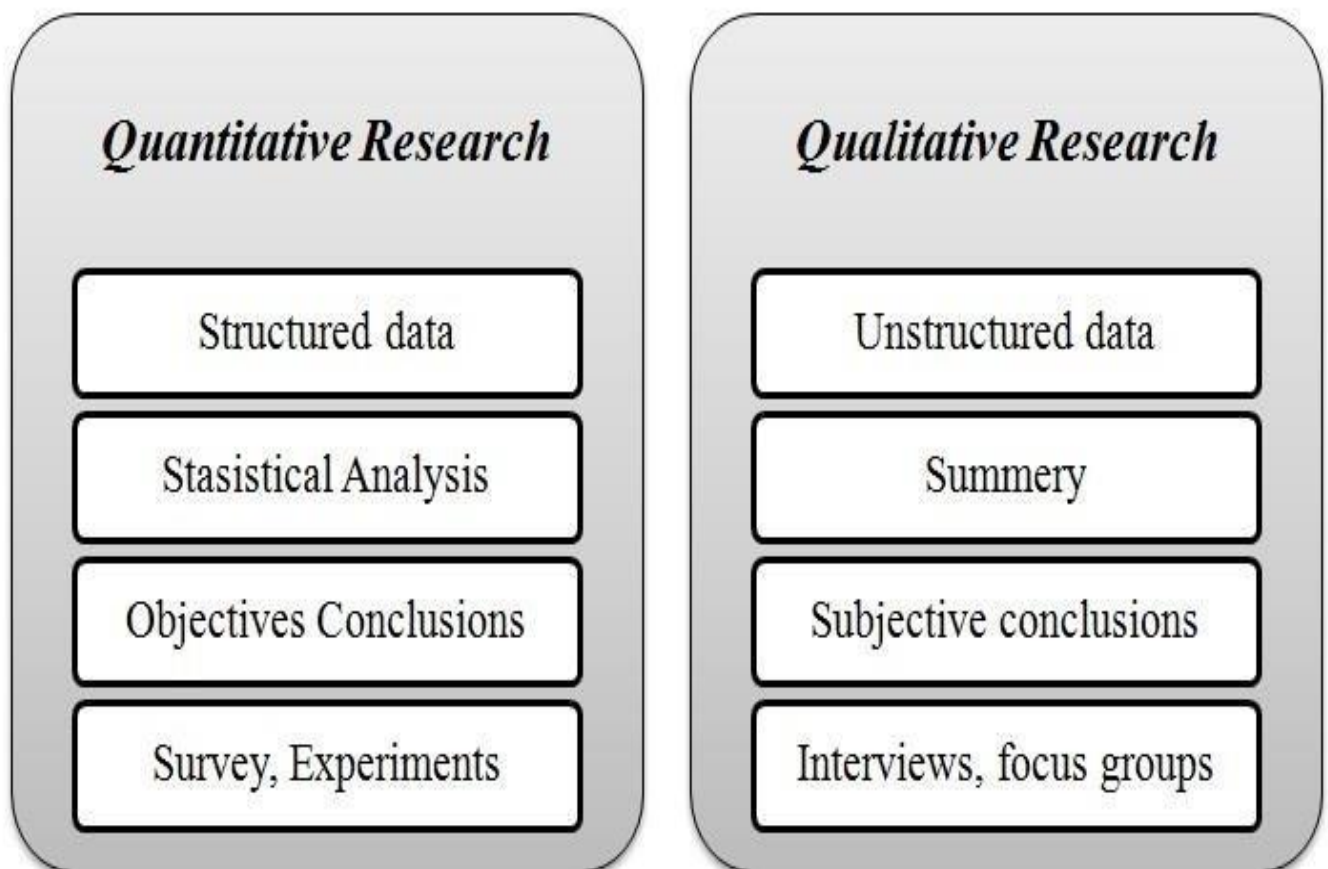 Quantitative Research
Structured data
Stasistical Analysis
Objectives Conclusions
Survey, Experiments
Qualitative Research
Unstructured data
Summery
Subjective conclusions
Interviews, focus groups